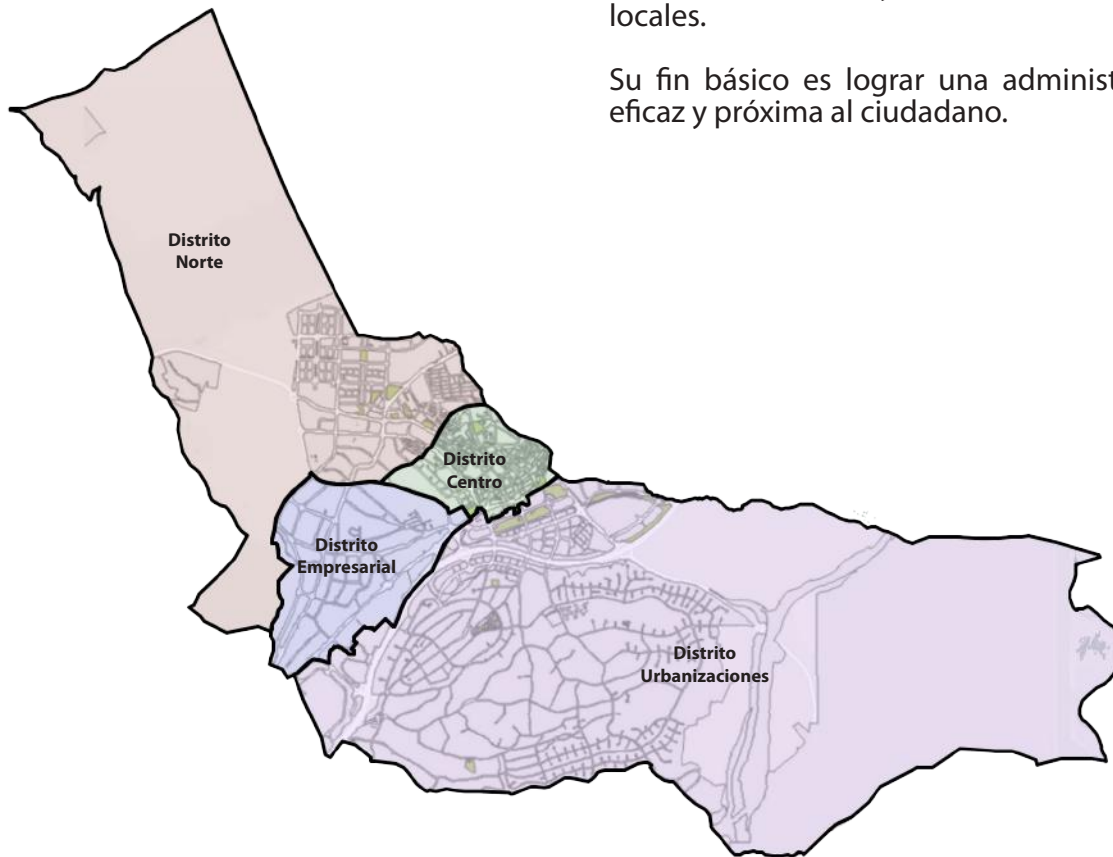 locales.
Su fin básico es lograr una administ
eficaz y próxima al ciudadano.
Distrito
Norte
Distrito
Centro
Distrito
Empresarial
Distrito
Urbanizaciones